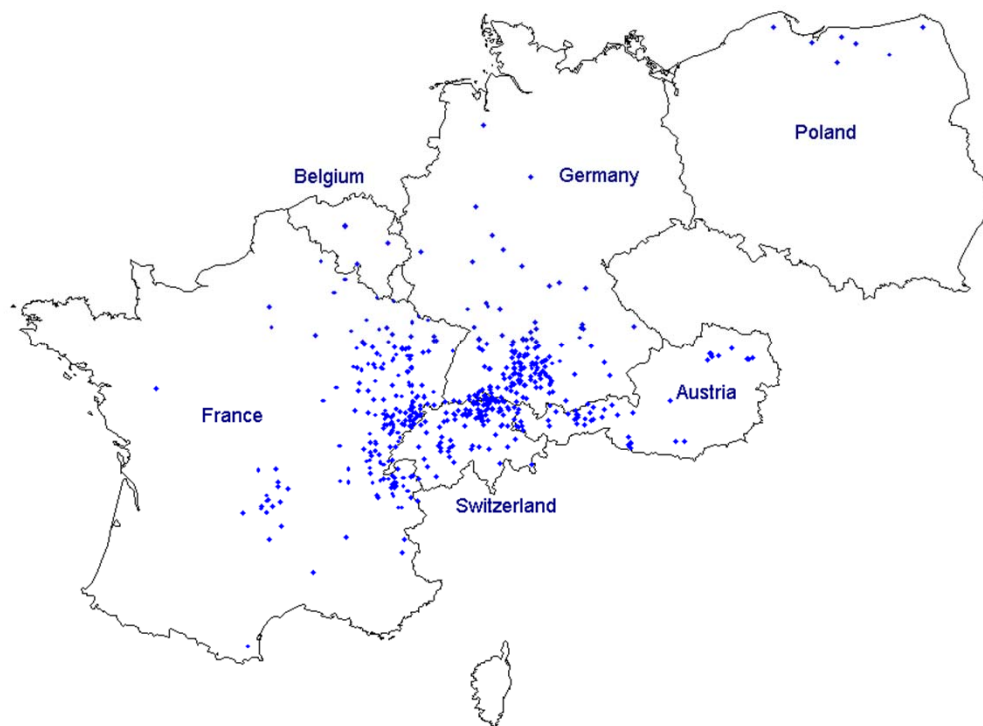 Poland
Belgium
Germany
Austria
France
Switzerland